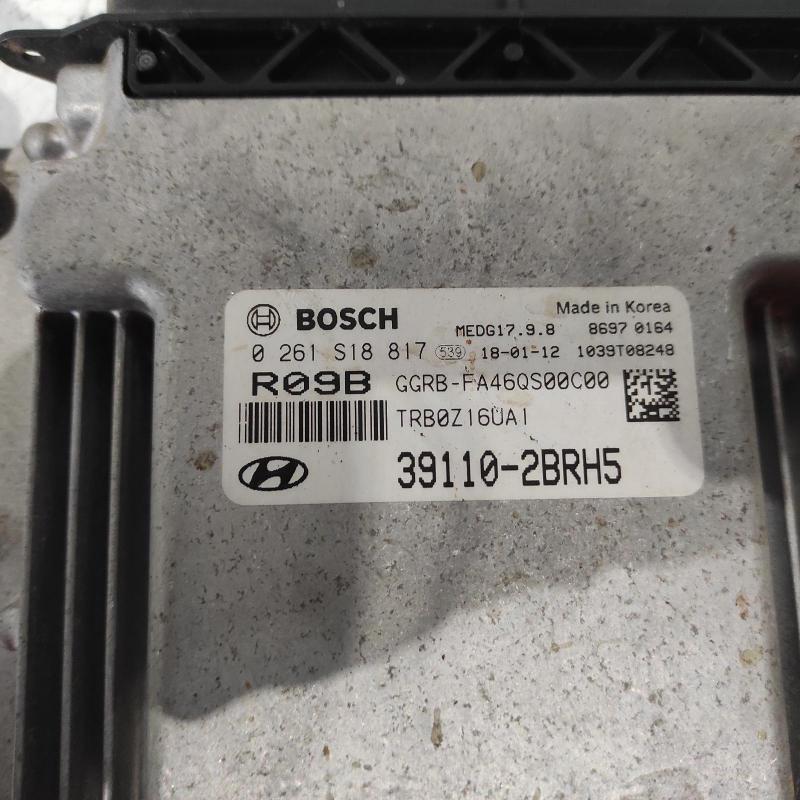 BOSCH Made in Korea
MEDG17.9.8 8697 0164
0 261 S18 817 539 18-01-12 1039T08248
R09B GGRB-FA46QS00C00
TRB0Z16UA1
39110-2BRH5